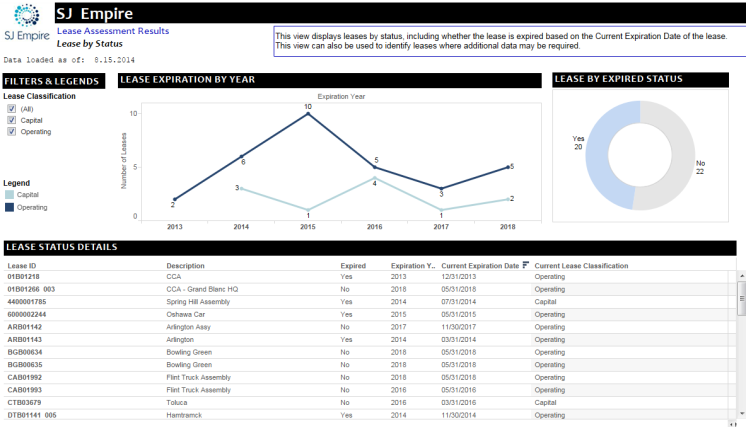 SJ Empire
SJ Empire
Lease Assessment Results
Lease by Status
This view displays leases by status, including whether the lease is expired based on the Current Expiration Date of the lease.
This view can also be used to identify leases where additional data may be required.
Data loaded as of: 8.15.2014
FILTERS & LEGENDS
Lease Classification
(All)
Capital
Operating
Legend
Capital
Operating
LEASE EXPIRATION BY YEAR
Expiration Year
Number of Leases
10
5
0
2
6
10
5
3
5
3
1
4
1
2
2013 2014 2015 2016 2017 2018
LEASE BY EXPIRED STATUS
Yes
20
No
22
LEASE STATUS DETAILS
Lease ID Description Expired Expiration Y.. Current Expiration Date Current Lease Classification
01B01218 CCA Yes 2013 12/31/2013 Operating
01B01266 003 CCA - Grand Blanc HQ No 2018 05/31/2018 Operating
4400001785 Spring Hill Assembly Yes 2014 07/31/2014 Capital
6000002244 Oshawa Car Yes 2015 05/31/2015 Operating
ARB01142 Arlington Assy No 2017 11/30/2017 Operating
ARB01143 Arlington Yes 2014 03/31/2014 Operating
BGB00634 Bowling Green No 2018 05/31/2018 Operating
BGB00635 Bowling Green No 2018 05/31/2018 Operating
CAB01992 Flint Truck Assembly No 2018 05/31/2018 Operating
CAB01993 Flint Truck Assembly No 2016 05/31/2016 Operating
CTB03679 Toluca No 2016 03/31/2016 Capital
DTB01141 005 Hamtramck Yes 2014 11/30/2014 Operating